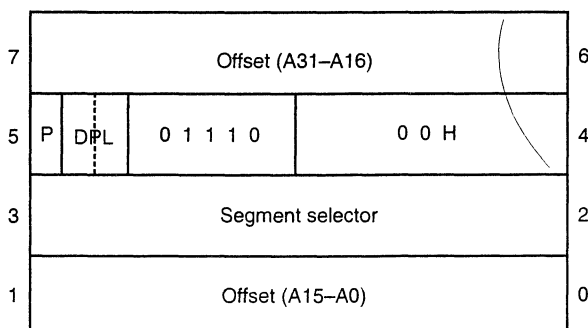 7 Offset (A31–A16) 6
5 P DPL 0 1 1 1 0 0 0 H 4
3 Segment selector 2
1 Offset (A15–A0) 0